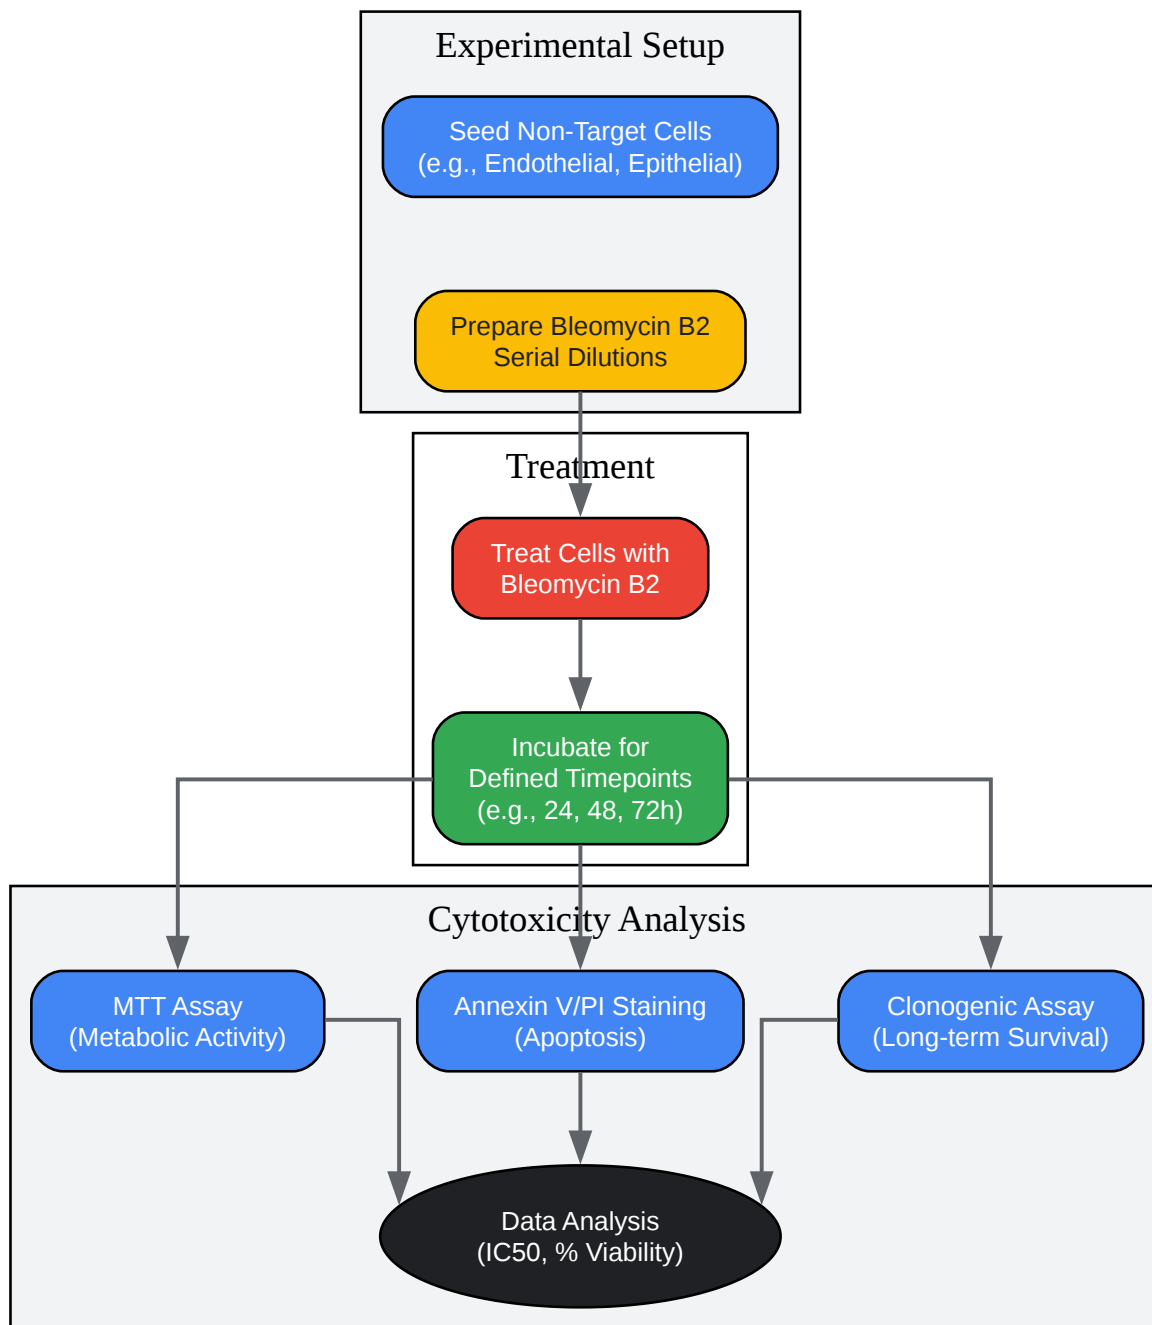 Experimental Setup
Seed Non-Target Cells
(e.g., Endothelial, Epithelial)
Prepare Bleomycin B2
Serial Dilutions
Treatment
Treat Cells with
Bleomycin B2
Incubate for
Defined Timepoints
(e.g., 24, 48, 72h)
Cytotoxicity Analysis
MTT Assay
(Metabolic Activity)
Annexin V/PI Staining
(Apoptosis)
Clonogenic Assay
(Long-term Survival)
Data Analysis
(IC50, % Viability)